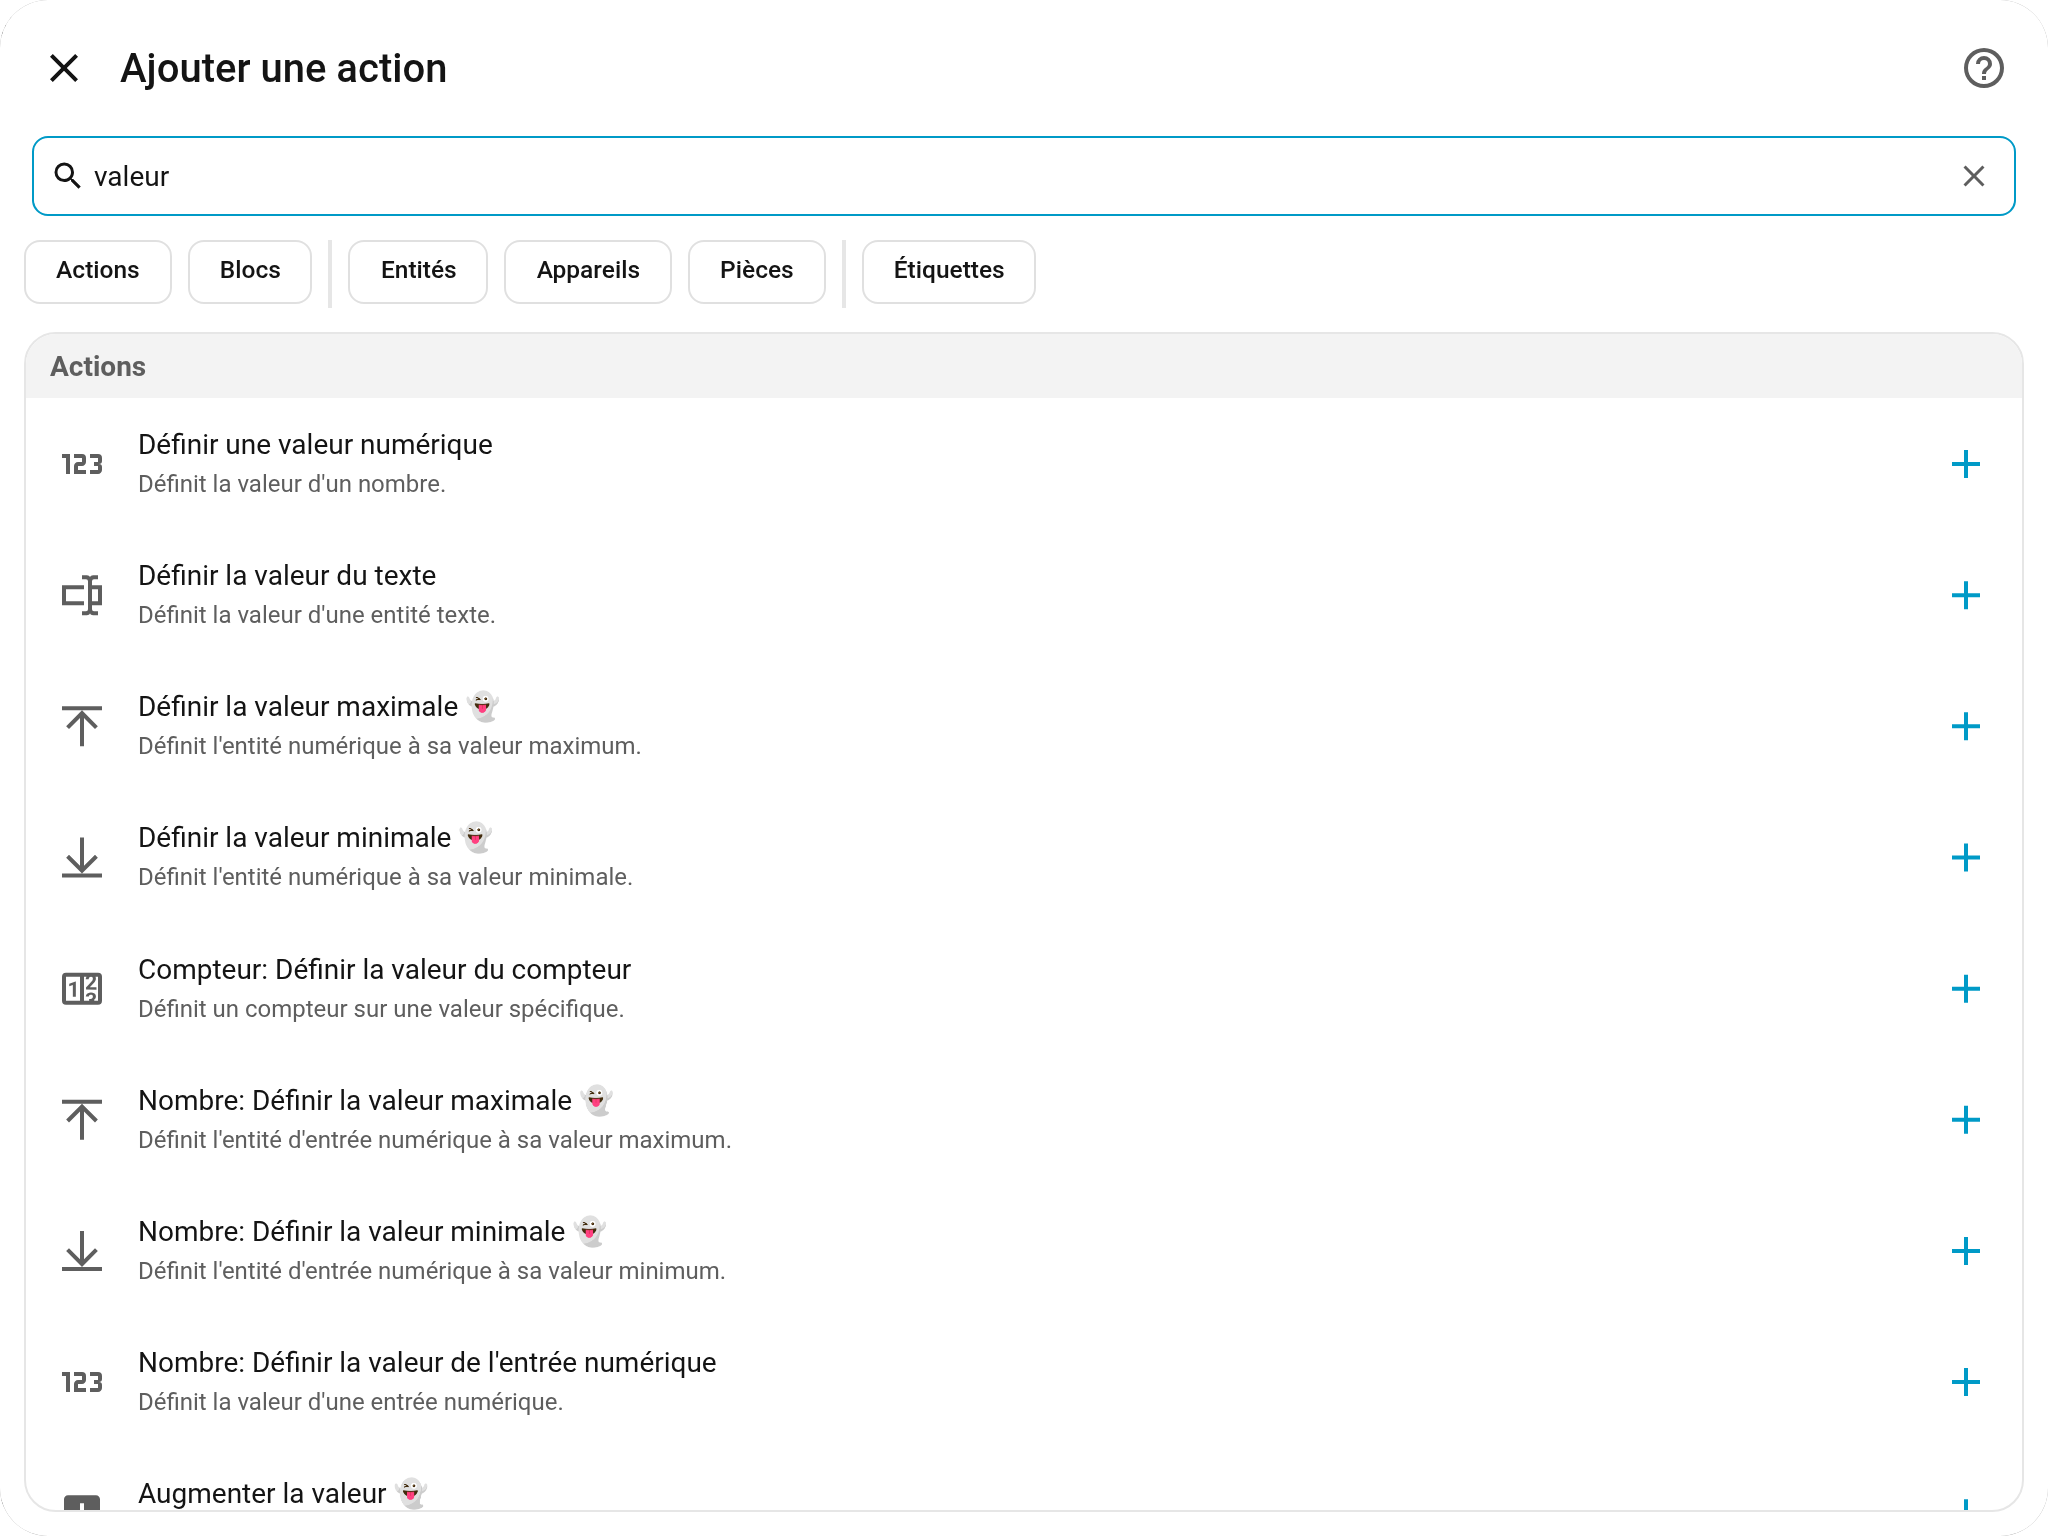 Ajouter une action
valeur
Actions
Blocs
Entités
Appareils
Pièces
Étiquettes
Actions
123
Définir une valeur numérique
Définit la valeur d'un nombre.
Définir la valeur du texte
Définit la valeur d'une entité texte.
Définir la valeur maximale 👻
Définit l'entité numérique à sa valeur maximum.
Définir la valeur minimale 👻
Définit l'entité numérique à sa valeur minimale.
Compteur: Définir la valeur du compteur
Définit un compteur sur une valeur spécifique.
Nombre: Définir la valeur maximale 👻
Définit l'entité d'entrée numérique à sa valeur maximum.
Nombre: Définir la valeur minimale 👻
Définit l'entité d'entrée numérique à sa valeur minimum.
123
Nombre: Définir la valeur de l'entrée numérique
Définit la valeur d'une entrée numérique.
Augmenter la valeur 👻